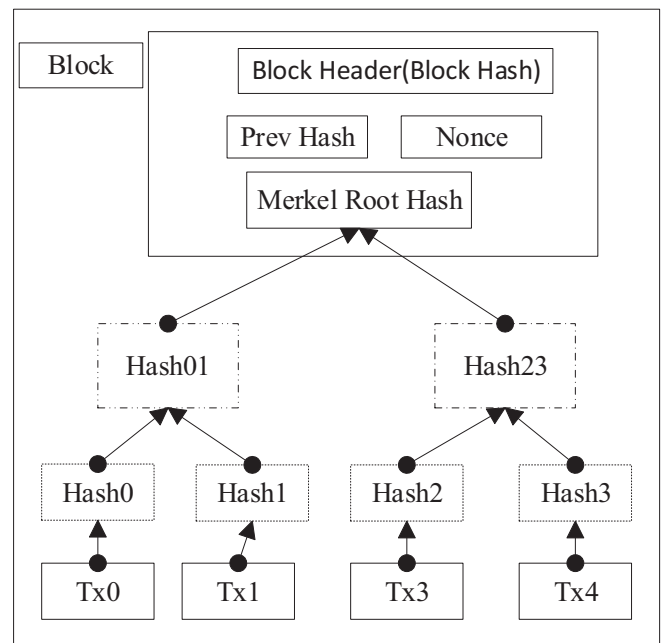 Block
Block Header(Block Hash)
Prev Hash
Nonce
Merkel Root Hash
Hash01
Hash23
Hash0
Hash1
Hash2
Hash3
Tx0
Tx1
Tx3
Tx4